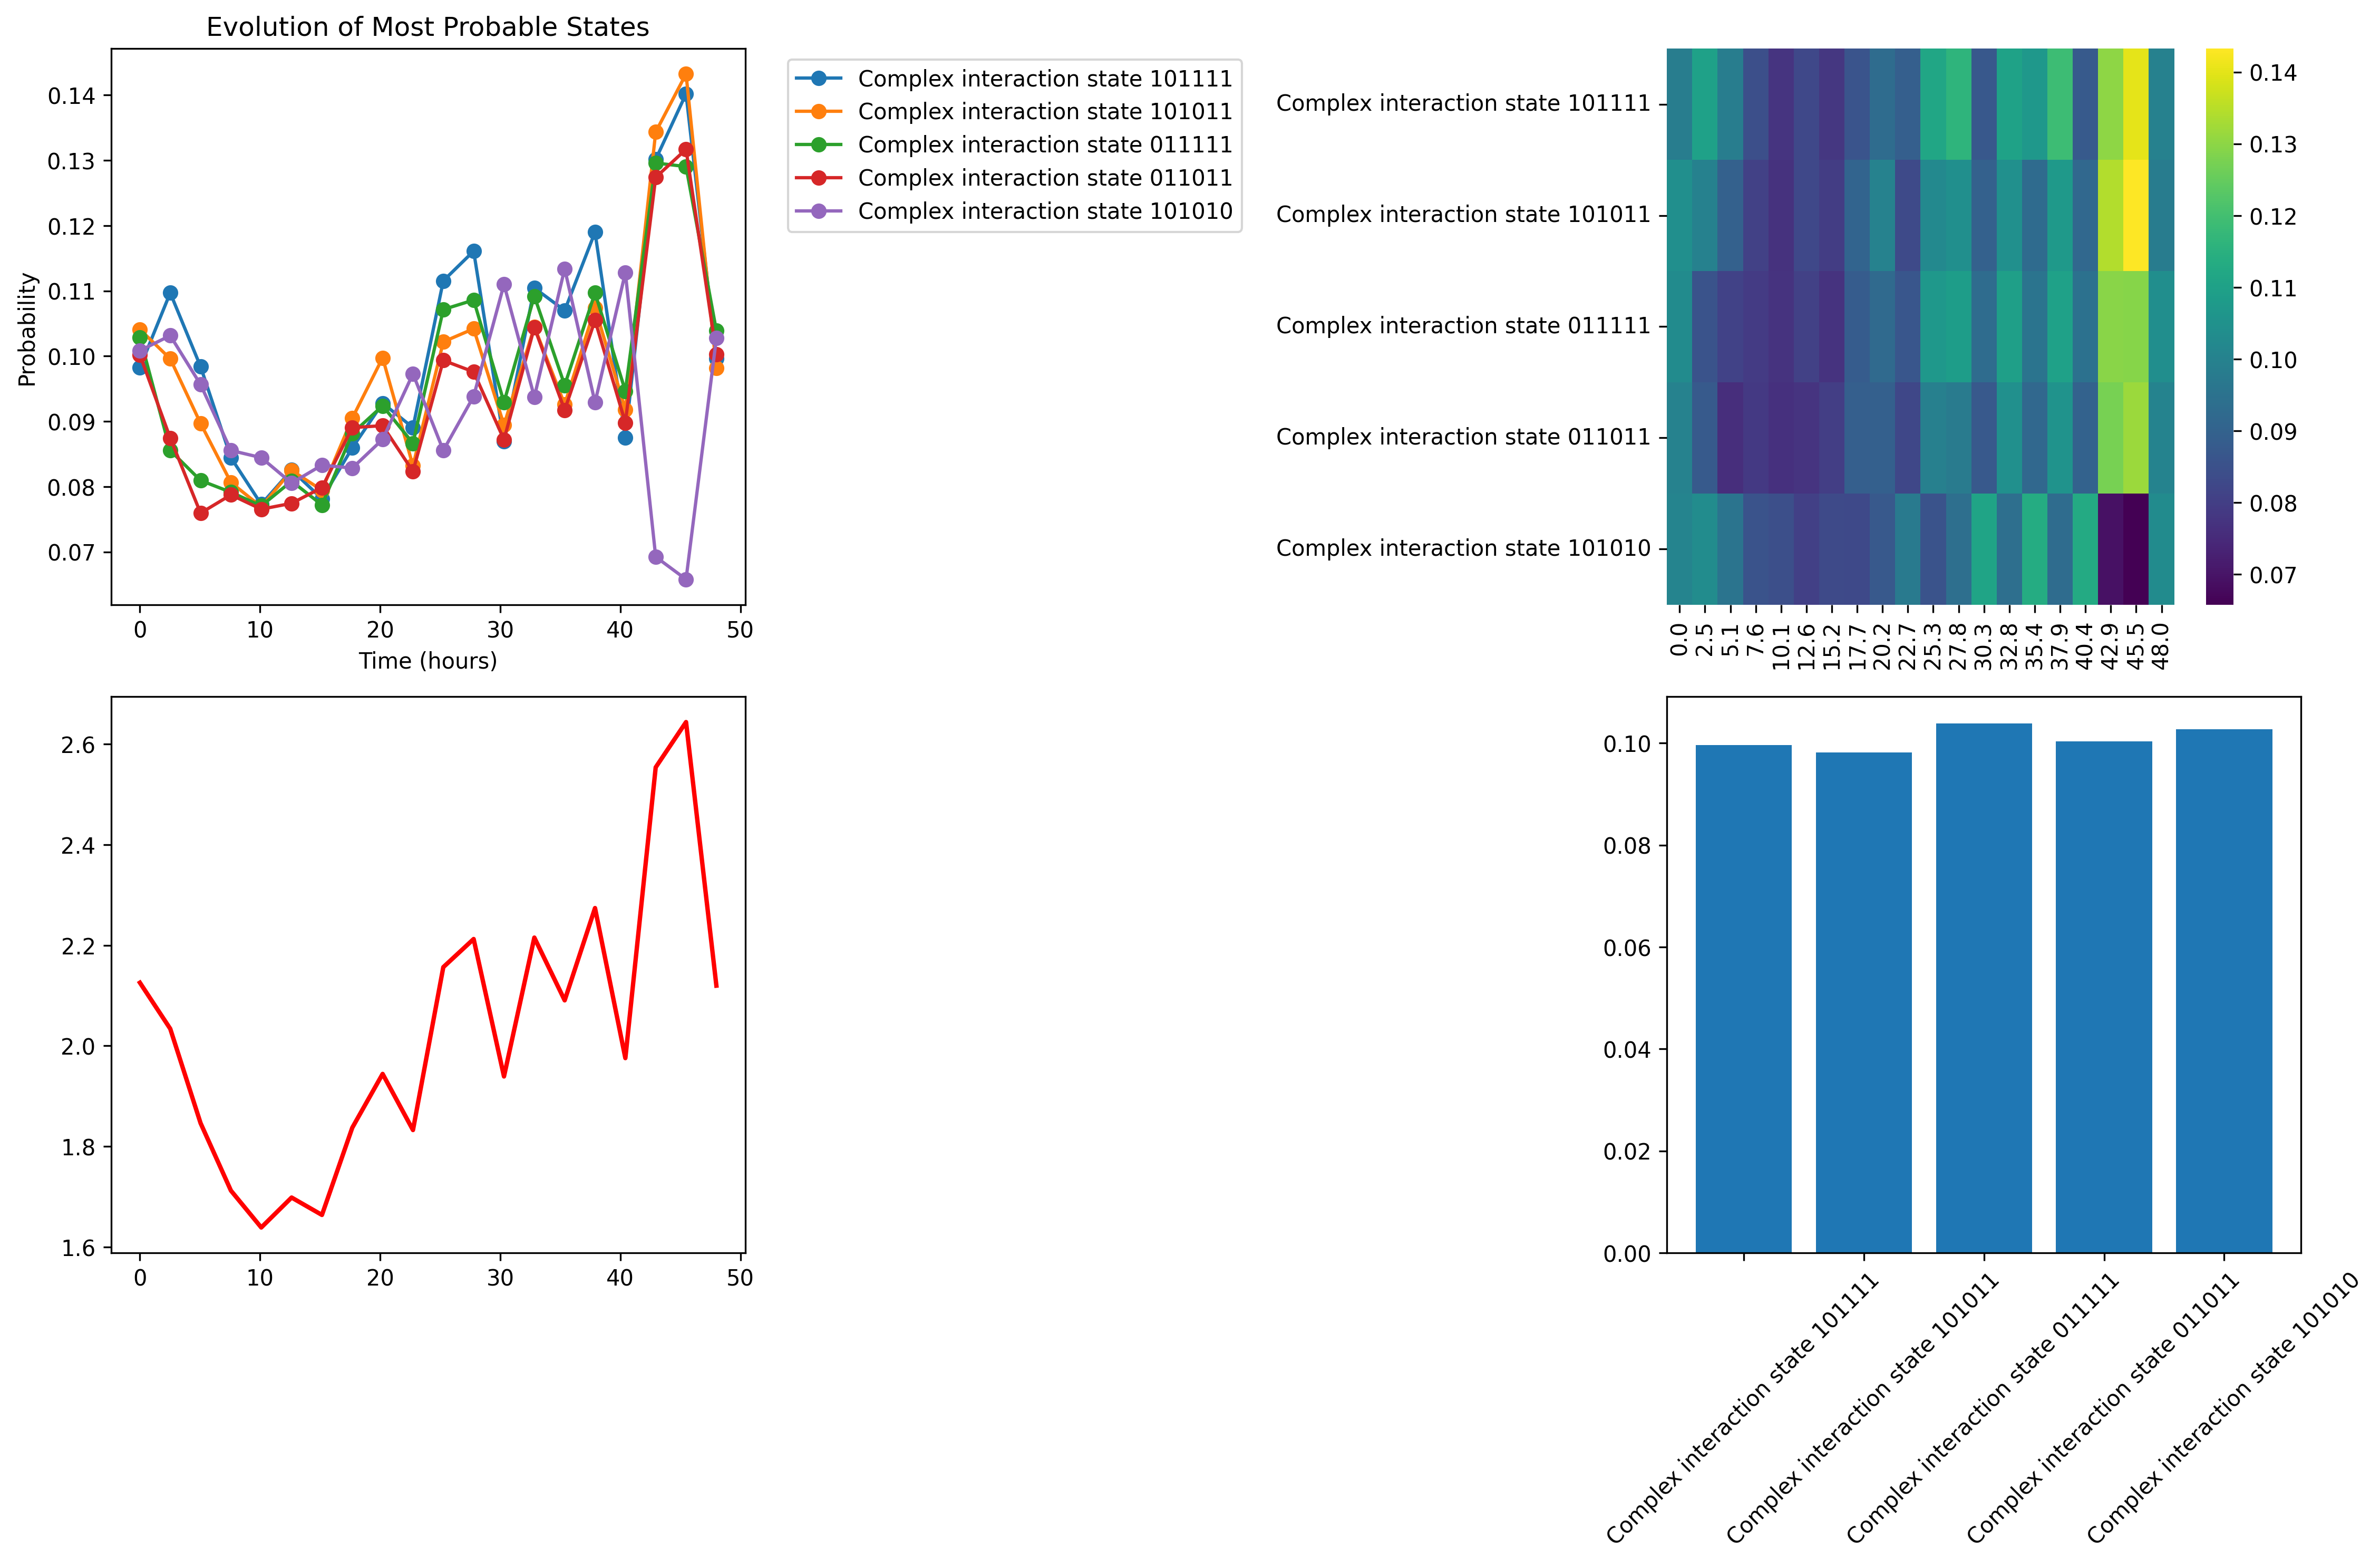 Evolution of Most Probable States
Probability
0.14
0.13
0.12
0.11
0.10
0.09
0.08
0.07
0 10 20 30 40 50
Time (hours)
Complex interaction state 101111
Complex interaction state 101011
Complex interaction state 011111
Complex interaction state 011011
Complex interaction state 101010
Complex interaction state 101111
Complex interaction state 101011
Complex interaction state 011111
Complex interaction state 011011
Complex interaction state 101010
0.0 2.5 5.1 7.6 10.1 12.6 15.2 17.7 20.2 22.7 25.3 27.8 30.3 32.8 35.4 37.9 40.4 42.9 45.5 48.0
0.14
0.13
0.12
0.11
0.10
0.09
0.08
0.07
2.6
2.4
2.2
2.0
1.8
1.6
0 10 20 30 40 50
0.10
0.08
0.06
0.04
0.02
0.00
Complex interaction state 101111
Complex interaction state 101011
Complex interaction state 011111
Complex interaction state 011011
Complex interaction state 101010